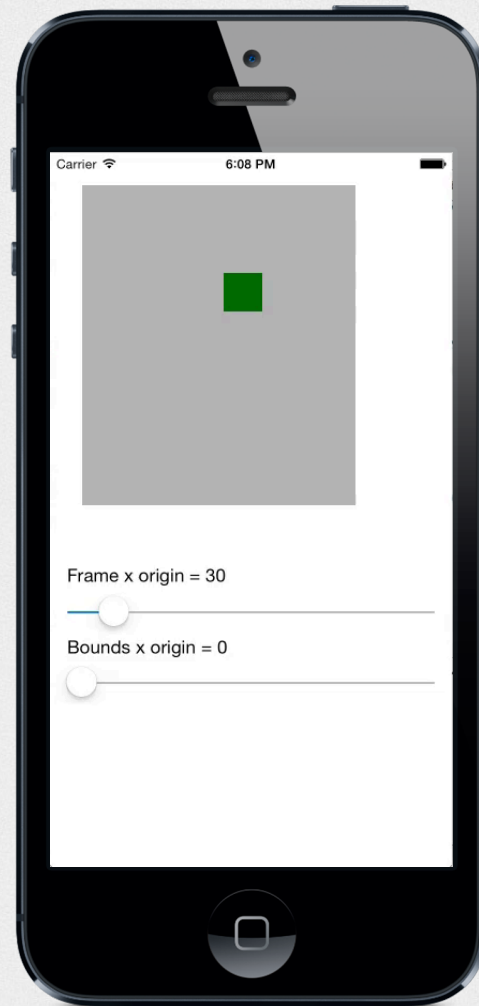 Carrier 6:08 PM
Frame x origin = 30
Bounds x origin = 0